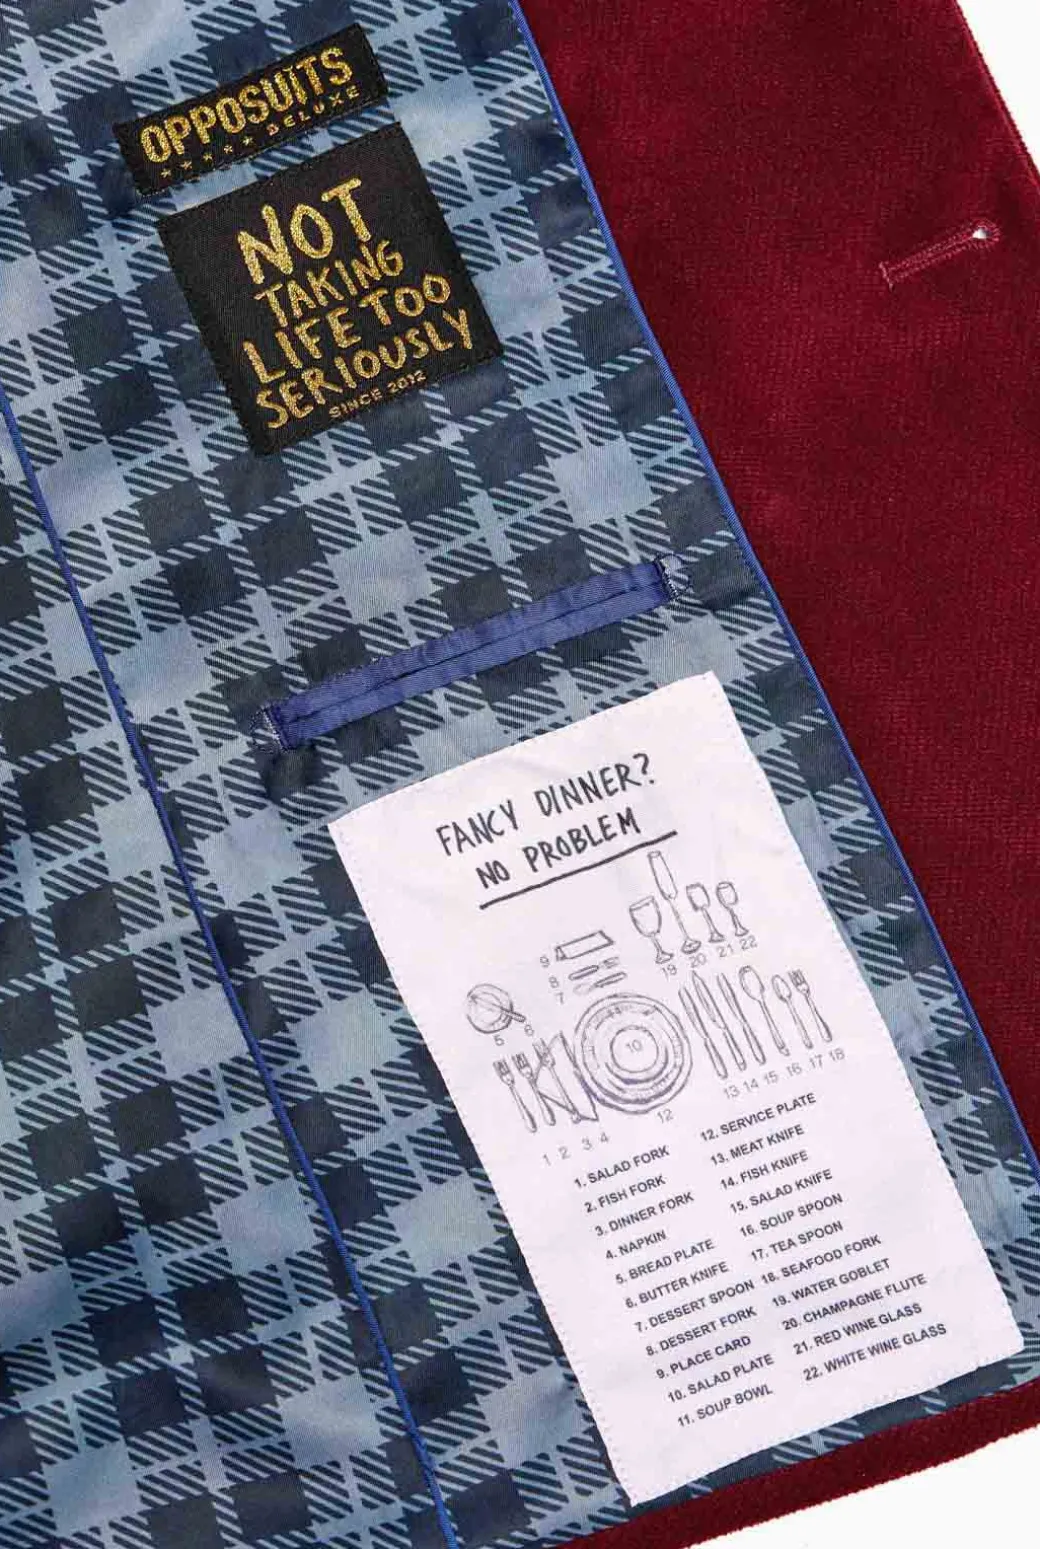 OPPOSUITS
★★★★★ DELUXE
NOT
TAKING
LIFE TOO
SERIOUSLY
SINCE 2012
FANCY DINNER?
NO PROBLEM
9
8
7
6
5
10
19 20 21 22
1 2 3 4
12
13 14 15 16 17 18
1. SALAD FORK
2. FISH FORK
3. DINNER FORK
4. NAPKIN
5. BREAD PLATE
6. BUTTER KNIFE
7. DESSERT SPOON
8. DESSERT FORK
9. PLACE CARD
10. SALAD PLATE
11. SOUP BOWL
12. SERVICE PLATE
13. MEAT KNIFE
14. FISH KNIFE
15. SALAD KNIFE
16. SOUP SPOON
17. TEA SPOON
18. SEAFOOD FORK
19. WATER GOBLET
20. CHAMPAGNE FLUTE
21. RED WINE GLASS
22. WHITE WINE GLASS